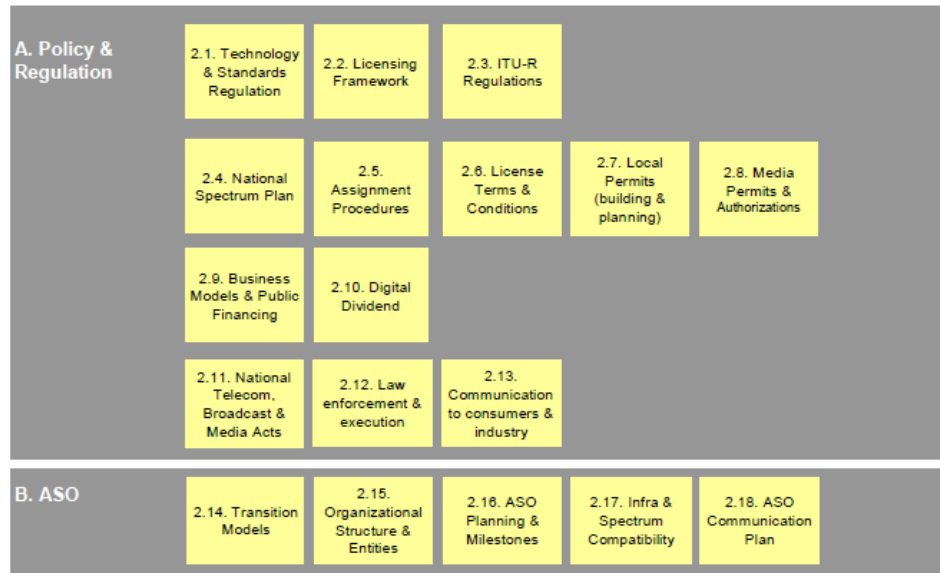 A. Policy &
Regulation
2.1. Technology
& Standards
Regulation
2.2. Licensing
Framework
2.3. ITU-R
Regulations
2.4. National
Spectrum Plan
2.5.
Assignment
Procedures
2.6. License
Terms &
Conditions
2.7. Local
Permits
(building &
planning)
2.8. Media
Permits &
Authorizations
2.9. Business
Models & Public
Financing
2.10. Digital
Dividend
2.11. National
Telecom,
Broadcast &
Media Acts
2.12. Law
enforcement &
execution
2.13.
Communication
to consumers &
industry
B. ASO
2.14. Transition
Models
2.15.
Organizational
Structure &
Entities
2.16. ASO
Planning &
Milestones
2.17. Infra &
Spectrum
Compatibility
2.18. ASO
Communication
Plan